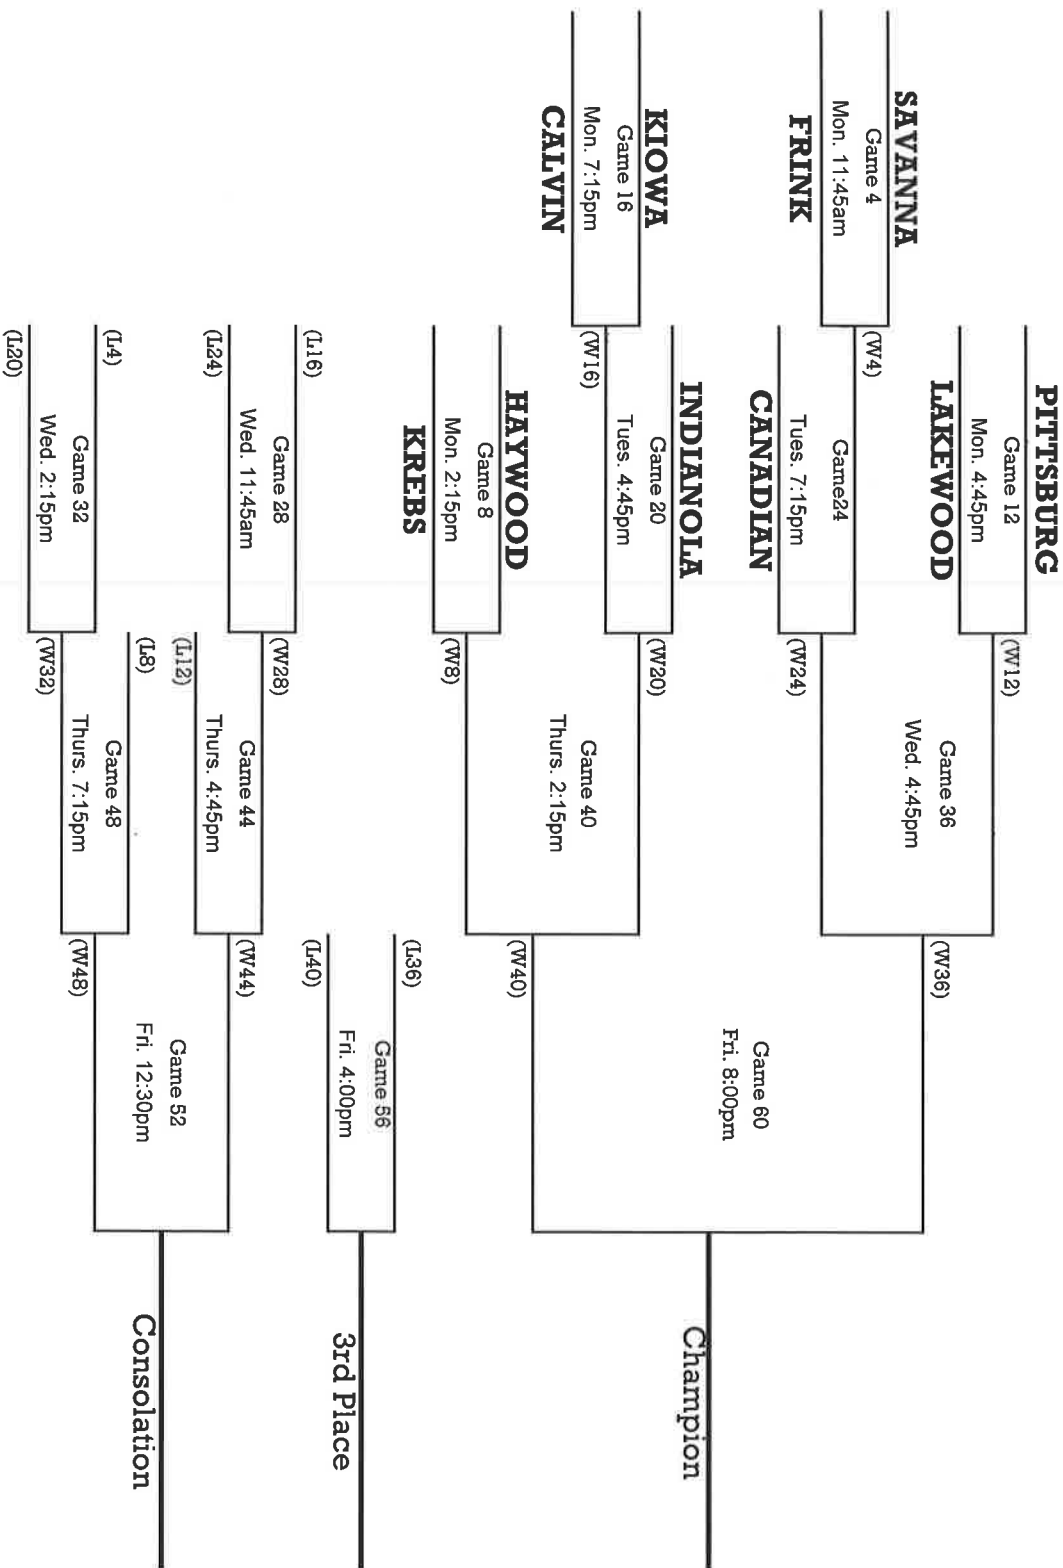 PITTSBURG
Game 12
Mon. 4:45pm
LAKEWOOD
(W12)
SAVANNA
Game 4
Mon. 11:45am
FRINK
(W4)
Game24
Tues. 7:15pm
CANADIAN
(W24)
Game 36
Wed. 4:45pm
(W36)
KIOWA
Game 16
Mon. 7:15pm
CALVIN
(W16)
INDIANOLA
Game 20
Tues. 4:45pm
(W20)
HAYWOOD
Game 8
Mon. 2:15pm
KREBS
(W8)
Game 40
Thurs. 2:15pm
(W40)
Game 60
Fri. 8:00pm
Champion
(L36)
Game 56
Fri. 4:00pm
(L40)
3rd Place
(L16)
Game 28
Wed. 11:45am
(L24)
(W28)
Game 44
Thurs. 4:45pm
(L12)
(W44)
(L4)
Game 32
Wed. 2:15pm
(L20)
(L8)
Game 48
Thurs. 7:15pm
(W32)
(W48)
Game 52
Fri. 12:30pm
Consolation